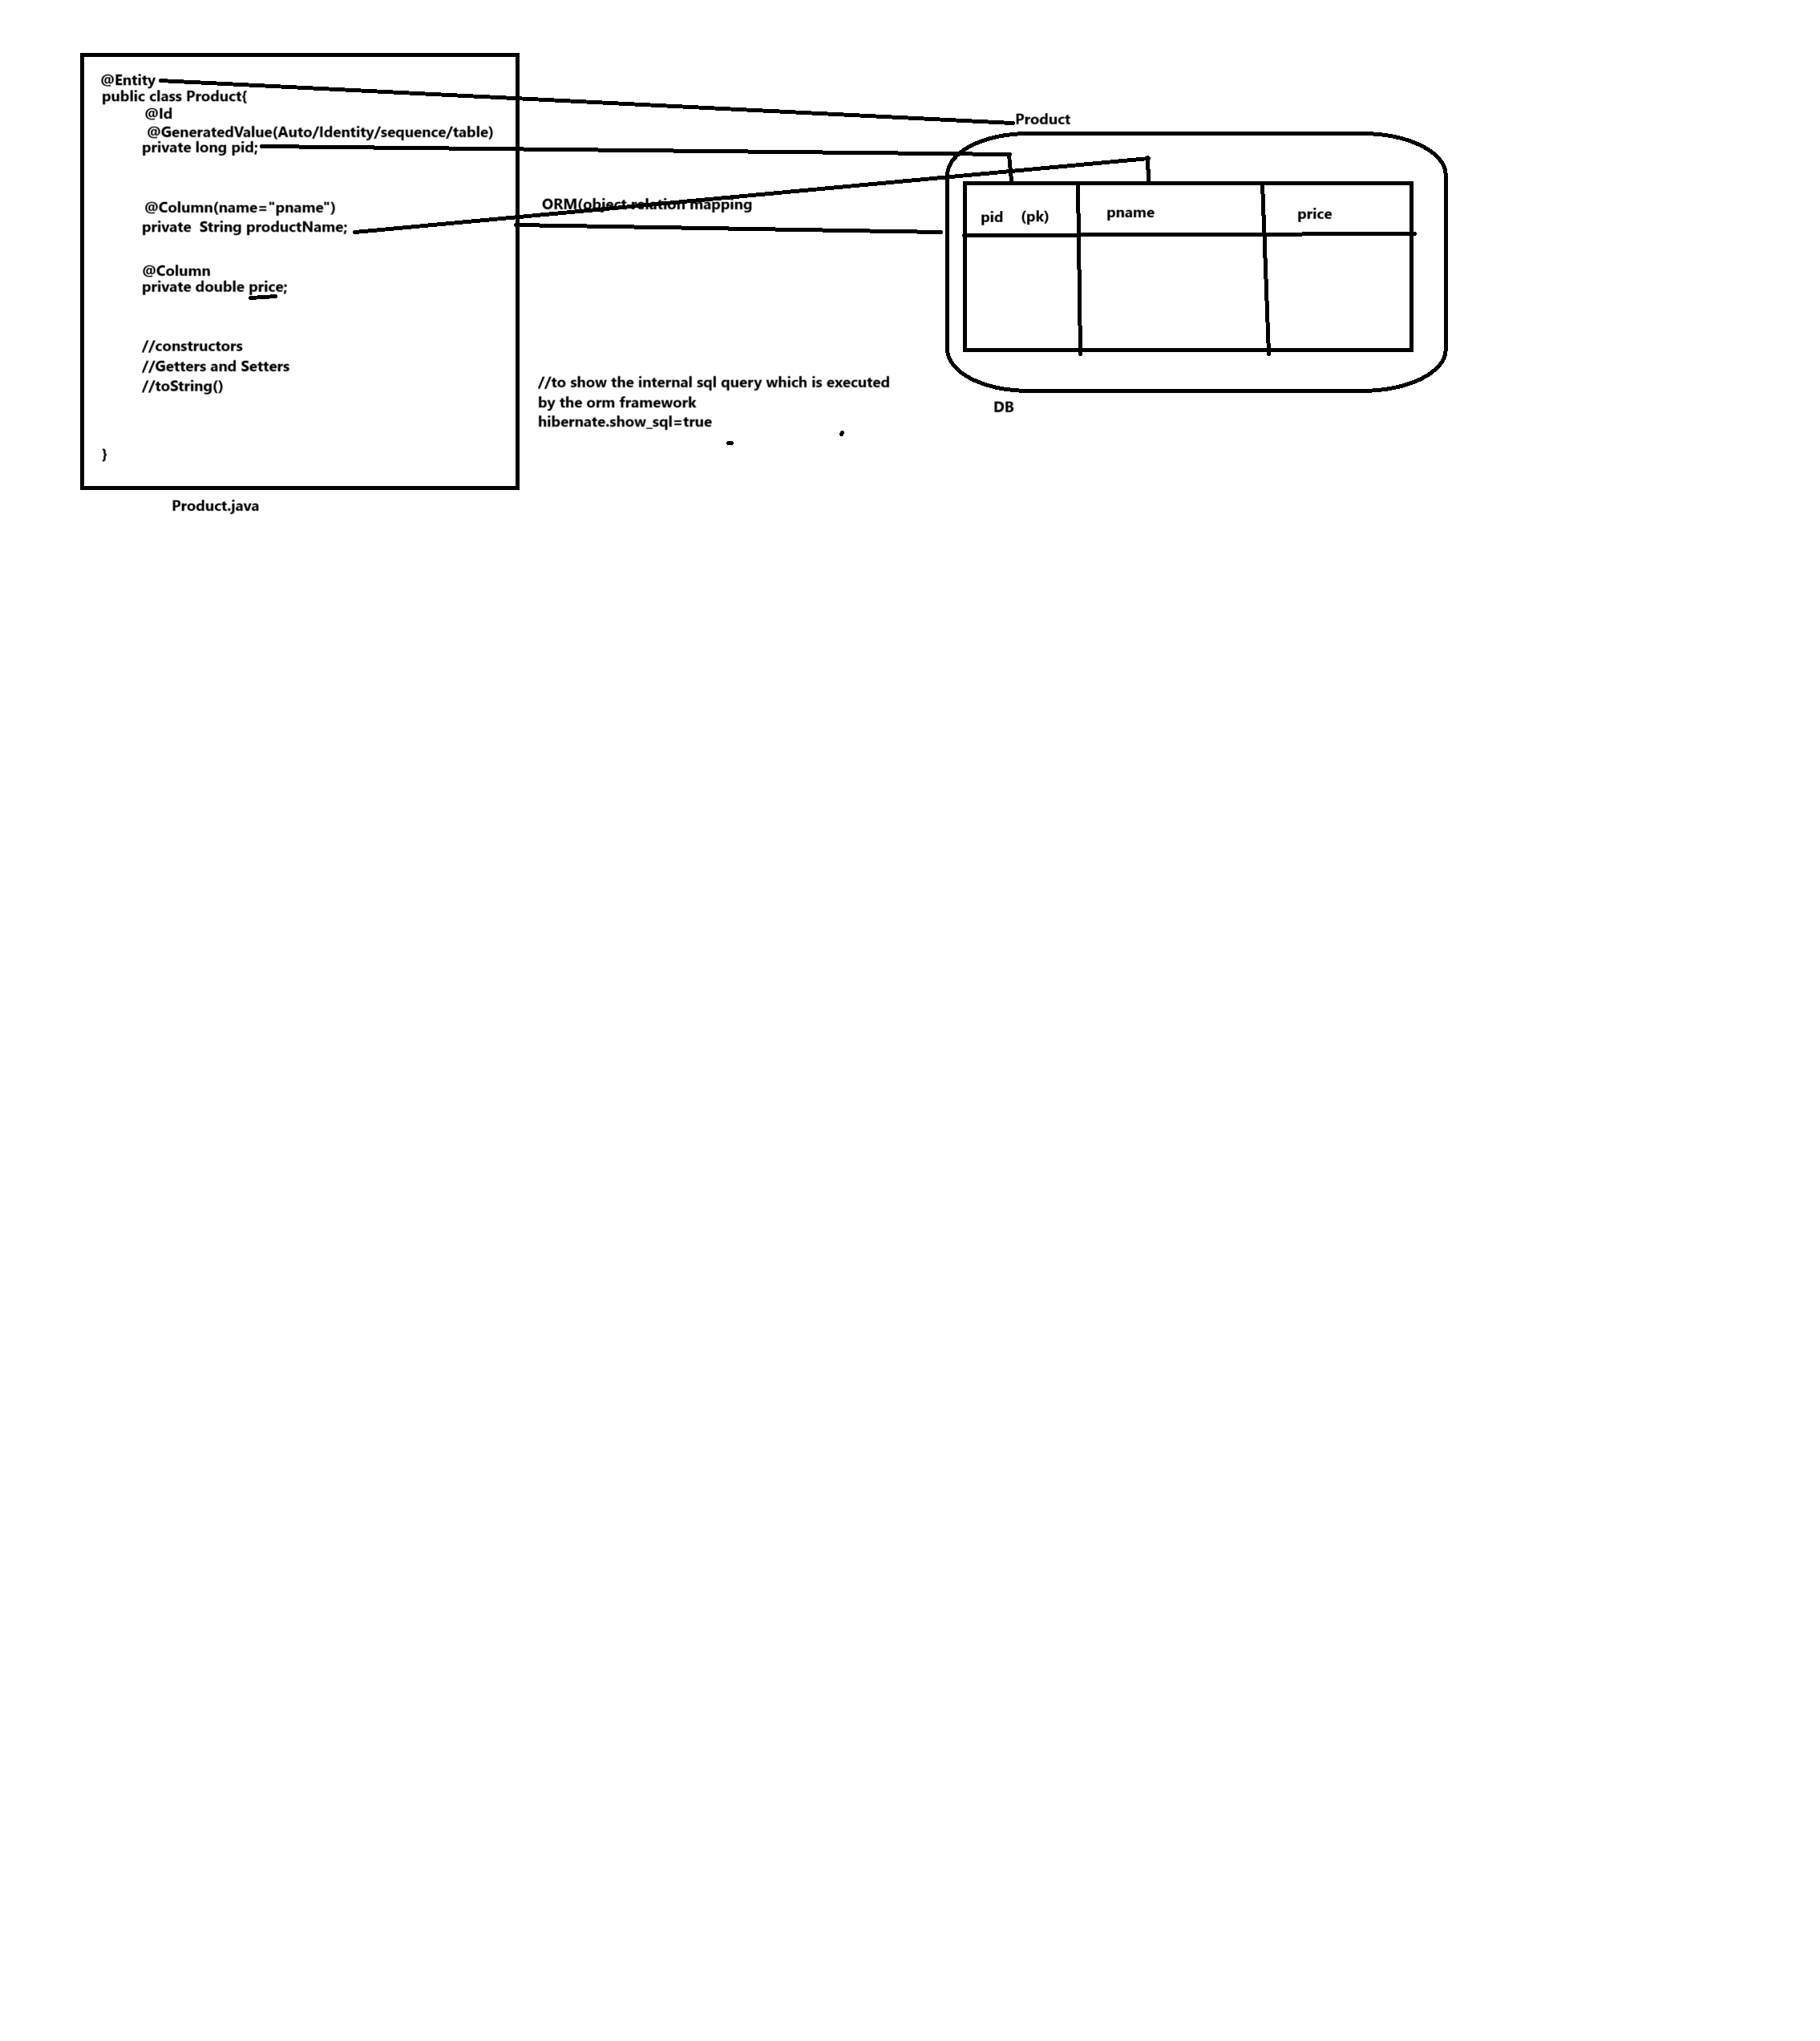 @Entity
public class Product{
@Id
@GeneratedValue(Auto/Identity/sequence/table)
private long pid;
@Column(name="pname")
private  String productName;
@Column
private double price;
//constructors
//Getters and Setters
//toString()
}
Product.java
ORM(object relation mapping
//to show the internal sql query which is executed
by the orm framework
hibernate.show_sql=true
Product
pid (pk) pname price
DB